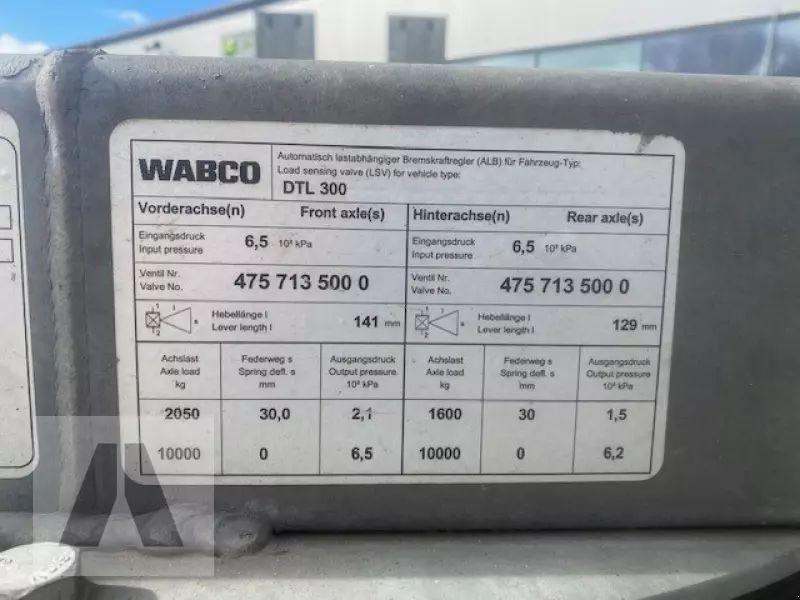 WABCO
Automatisch lastabhängiger Bremskraftregler (ALB) für Fahrzeug-Typ:
Load sensing valve (LSV) for vehicle type:
DTL 300
Vorderachse(n) Front axle(s) Hinterachse(n) Rear axle(s)
Eingangsdruck Input pressure 6,5 10² kPa Eingangsdruck Input pressure 6,5 10² kPa
Ventil Nr. Valve No. 475 713 500 0 Ventil Nr. Valve No. 475 713 500 0
1 2 l s Hebellänge l Lever length l 141 mm 1 2 l s Hebellänge l Lever length l 129 mm
Achslast Federweg s Ausgangsdruck Achslast Federweg s Ausgangsdruck
Axle load Spring defl. s Output pressure Axle load Spring defl. s Output pressure
kg mm 10² kPa kg mm 10² kPa
2050 30,0 2,1 1600 30 1,5
10000 0 6,5 10000 0 6,2